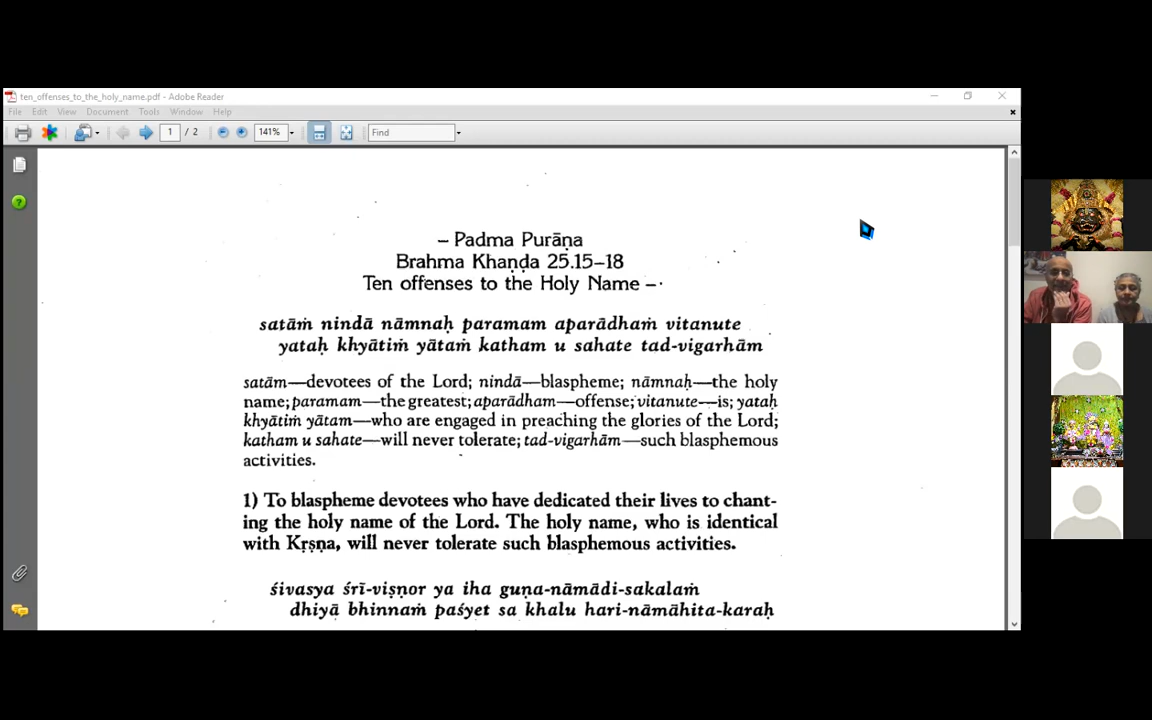 ten_offenses_to_the_holy_name.pdf - Adobe Reader
File Edit View Document Tools Window Help
1 / 2 141% Find
– Padma Purāṇa
Brahma Khaṇḍa 25.15–18
Ten offenses to the Holy Name –
satāṁ nindā nāmnaḥ paramam aparādhaṁ vitanute
yataḥ khyātiṁ yātaṁ katham u sahate tad-vigarhām
satām—devotees of the Lord; nindā—blaspheme; nāmnaḥ—the holy
name; paramam—the greatest; aparādham—offense; vitanute—is; yataḥ
khyātiṁ yātam—who are engaged in preaching the glories of the Lord;
katham u sahate—will never tolerate; tad-vigarhām—such blasphemous
activities.
1) To blaspheme devotees who have dedicated their lives to chant-
ing the holy name of the Lord. The holy name, who is identical
with Kṛṣṇa, will never tolerate such blasphemous activities.
śivasya śrī-viṣṇor ya iha guṇa-nāmādi-sakalaṁ
dhiyā bhinnaṁ paśyet sa khalu hari-nāmāhita-karaḥ